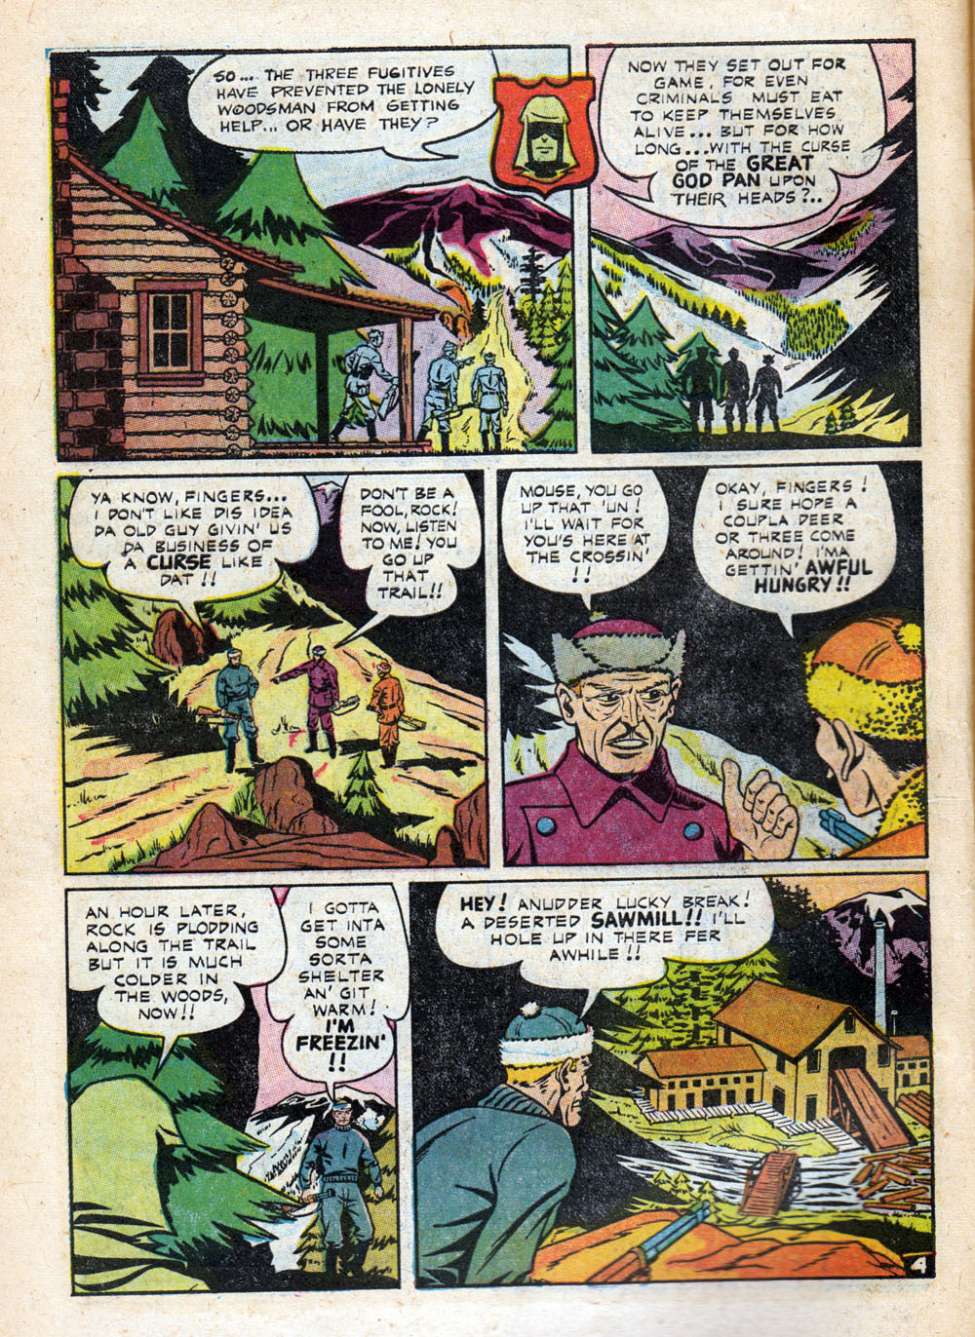 SO... THE THREE FUGITIVES
HAVE PREVENTED THE LONELY
WOODSMAN FROM GETTING
HELP... OR HAVE THEY?
NOW THEY SET OUT FOR
GAME, FOR EVEN
CRIMINALS MUST EAT
TO KEEP THEMSELVES
ALIVE... BUT FOR HOW
LONG...WITH THE CURSE
OF THE GREAT
GOD PAN UPON
THEIR HEADS?...
YA KNOW, FINGERS...
I DON'T LIKE DIS IDEA
DA OLD GUY GIVIN' US
DA BUSINESS OF
A CURSE LIKE
DAT!!
DON'T BE A
FOOL, ROCK!
NOW, LISTEN
TO ME! YOU
GO UP
THAT
TRAIL!!
MOUSE, YOU GO
UP THAT 'UN!
I'LL WAIT FOR
YOU'S HERE AT
THE CROSSIN'
!!
OKAY, FINGERS!
I SURE HOPE A
COUPLA DEER
OR THREE COME
AROUND! I'MA
GETTIN' AWFUL
HUNGRY!!
AN HOUR LATER,
ROCK IS PLODDING
ALONG THE TRAIL
BUT IT IS MUCH
COLDER IN
THE WOODS,
NOW!!
I GOTTA
GET INTA
SOME
SORTA
SHELTER
AN' GIT
WARM!
I'M
FREEZIN'
!!
HEY! ANUDDER LUCKY BREAK!
A DESERTED SAWMILL!! I'LL
HOLE UP IN THERE FER
AWHILE!!
4